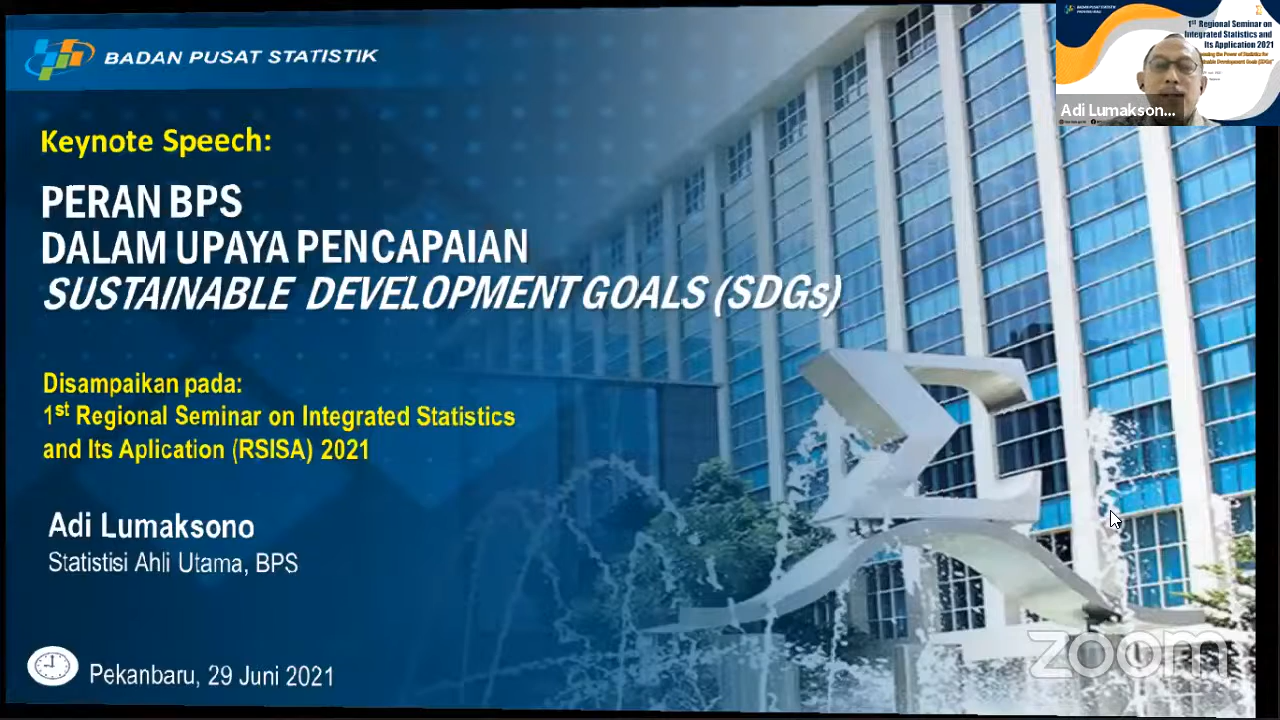 BADAN PUSAT STATISTIK
Keynote Speech:
PERAN BPS
DALAM UPAYA PENCAPAIAN
SUSTAINABLE DEVELOPMENT GOALS (SDGs)
Disampaikan pada:
1st Regional Seminar on Integrated Statistics
and Its Aplication (RSISA) 2021
Adi Lumaksono
Statistisi Ahli Utama, BPS
Pekanbaru, 29 Juni 2021
1st Regional Seminar on
Integrated Statistics and
Its Application 2021
Adi Lumakson...
zoom